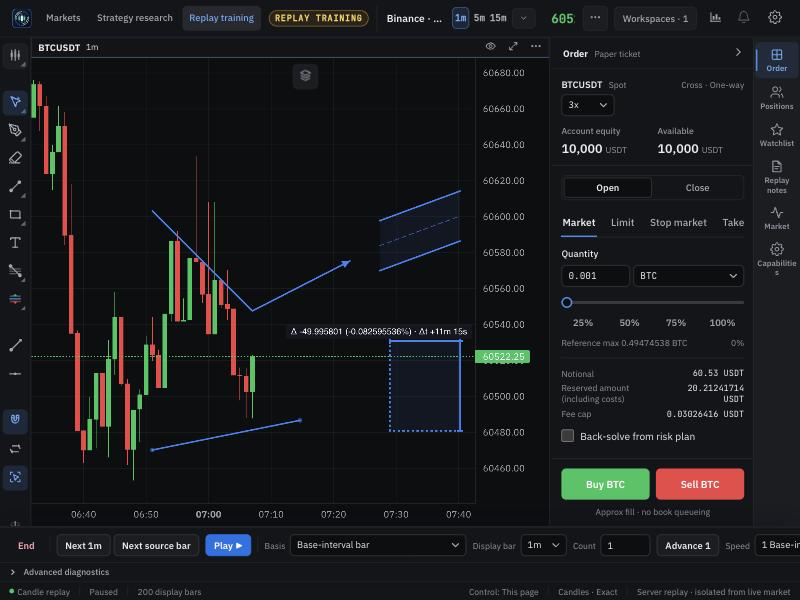 Markets Strategy research Replay training REPLAY TRAINING Binance · ... 1m 5m 15m 605 ... Workspaces · 1
BTCUSDT 1m
Order Paper ticket
BTCUSDT Spot Cross · One-way
3x
Account equity Available
10,000 USDT 10,000 USDT
Open Close
Market Limit Stop market Take
Quantity
0.001 BTC
25% 50% 75% 100%
Reference max 0.49474538 BTC 0%
Notional 60.53 USDT
Reserved amount (including costs) 20.21241714 USDT
Fee cap 0.03026416 USDT
Back-solve from risk plan
Buy BTC Sell BTC
Approx fill · no book queueing
Order
Positions
Watchlist
Replay
notes
Market
Capabilitie
s
60680.00
60660.00
60640.00
60620.00
60600.00
60580.00
60560.00
60540.00
60522.25
60500.00
60480.00
60460.00
Δ -49.995801 (-0.082595536%) · Δt +11m 15s
06:40 06:50 07:00 07:10 07:20 07:30 07:40
End Next 1m Next source bar Play Basis Base-interval bar Display bar 1m Count 1 Advance 1 Speed 1 Base-in
Advanced diagnostics
Candle replay Paused 200 display bars Control: This page Candles · Exact Server replay · isolated from live market